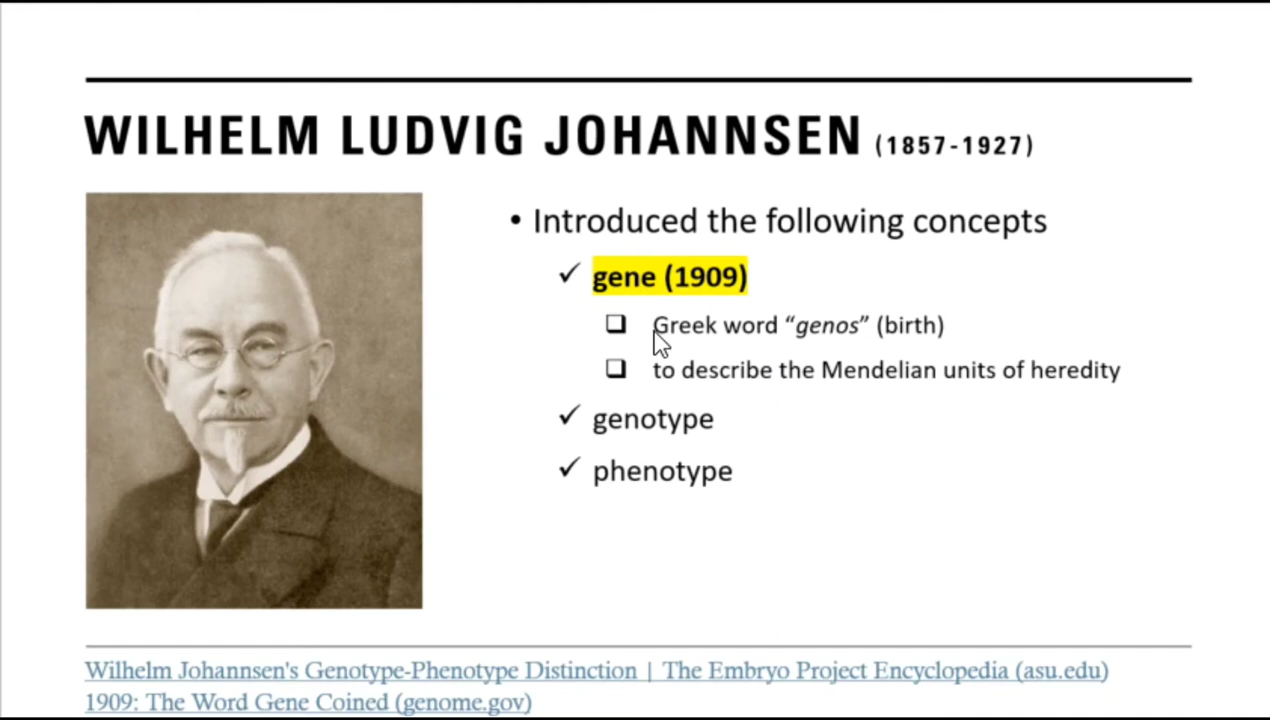 WILHELM LUDVIG JOHANNSEN (1857-1927)
• Introduced the following concepts
✓ gene (1909)
❑ Greek word “genos” (birth)
❑ to describe the Mendelian units of heredity
✓ genotype
✓ phenotype
Wilhelm Johannsen's Genotype-Phenotype Distinction | The Embryo Project Encyclopedia (asu.edu)
1909: The Word Gene Coined (genome.gov)